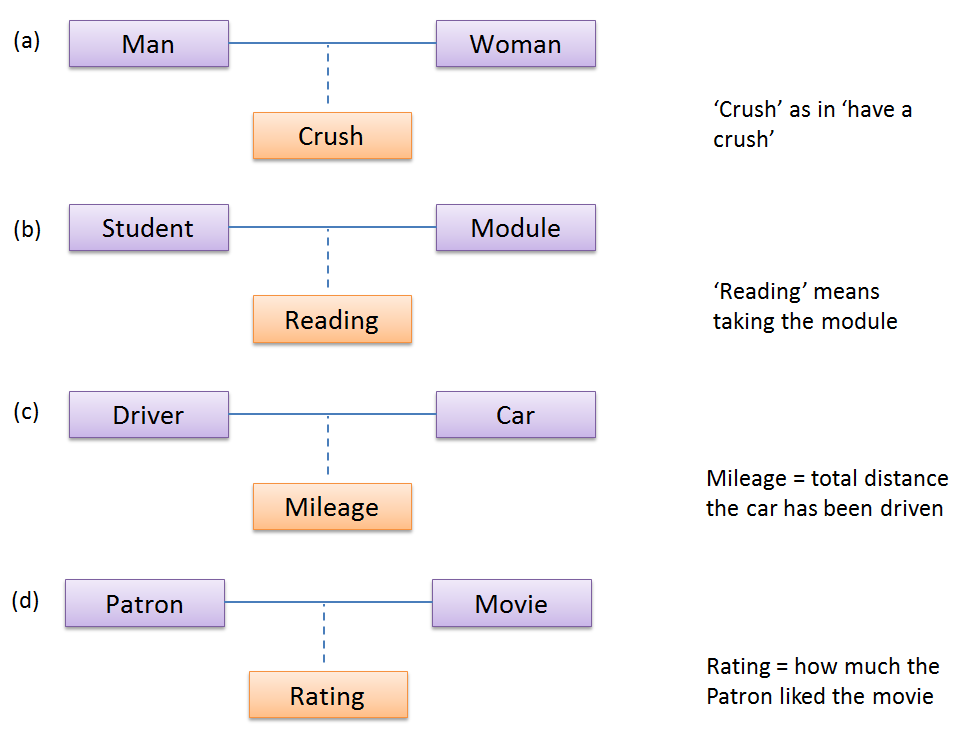 (a)
Man
Woman
Crush
‘Crush’ as in ‘have a
crush’
(b)
Student
Module
Reading
‘Reading’ means
taking the module
(c)
Driver
Car
Mileage
Mileage = total distance
the car has been driven
(d)
Patron
Movie
Rating
Rating = how much the
Patron liked the movie